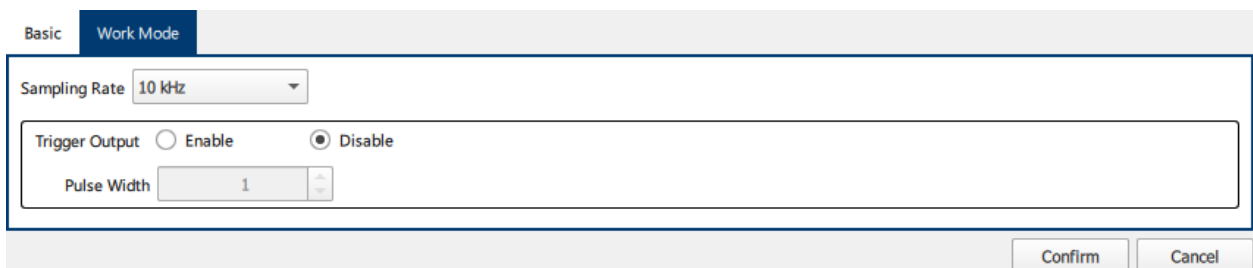 Basic Work Mode
Sampling Rate 10 kHz
Trigger Output Enable Disable
Pulse Width 1
Confirm Cancel